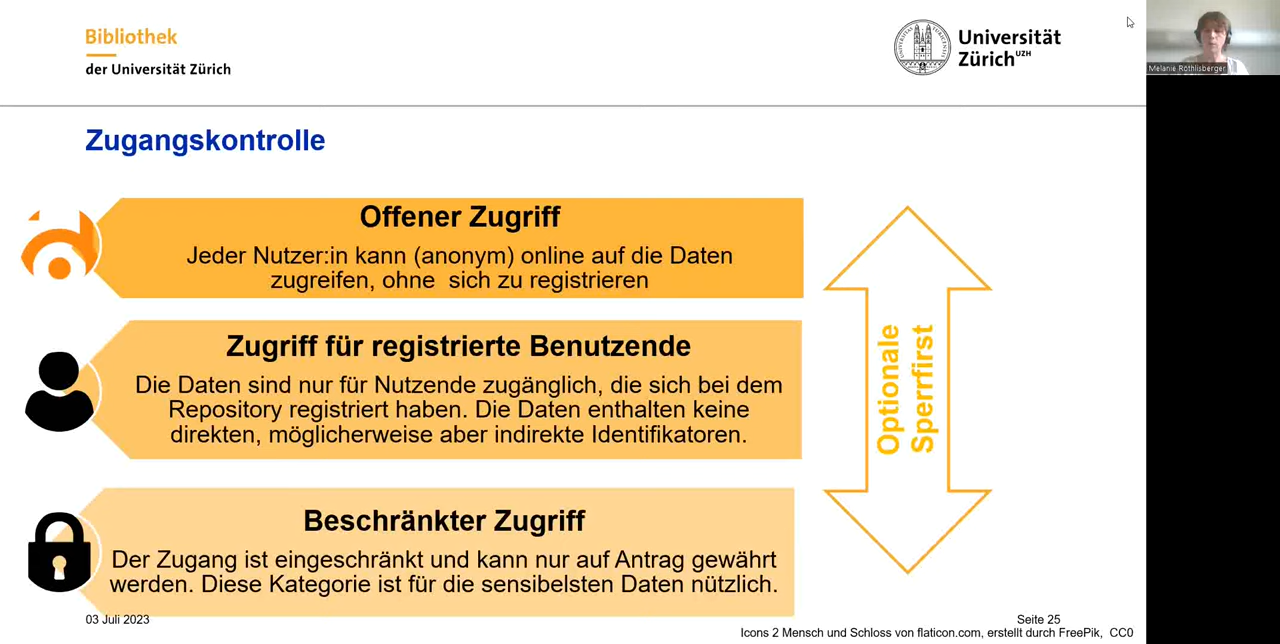 Bibliothek
der Universität Zürich
Universität
Zürich UZH
Melanie Röthlisberger
Zugangskontrolle
Offener Zugriff
Jeder Nutzer:in kann (anonym) online auf die Daten
zugreifen, ohne sich zu registrieren
Zugriff für registrierte Benutzende
Die Daten sind nur für Nutzende zugänglich, die sich bei dem
Repository registriert haben. Die Daten enthalten keine
direkten, möglicherweise aber indirekte Identifikatoren.
Beschränkter Zugriff
Der Zugang ist eingeschränkt und kann nur auf Antrag gewährt
werden. Diese Kategorie ist für die sensibelsten Daten nützlich.
Optionale
Sperrfirst
03 Juli 2023
Seite 25
Icons 2 Mensch und Schloss von flaticon.com, erstellt durch FreePik, CC0